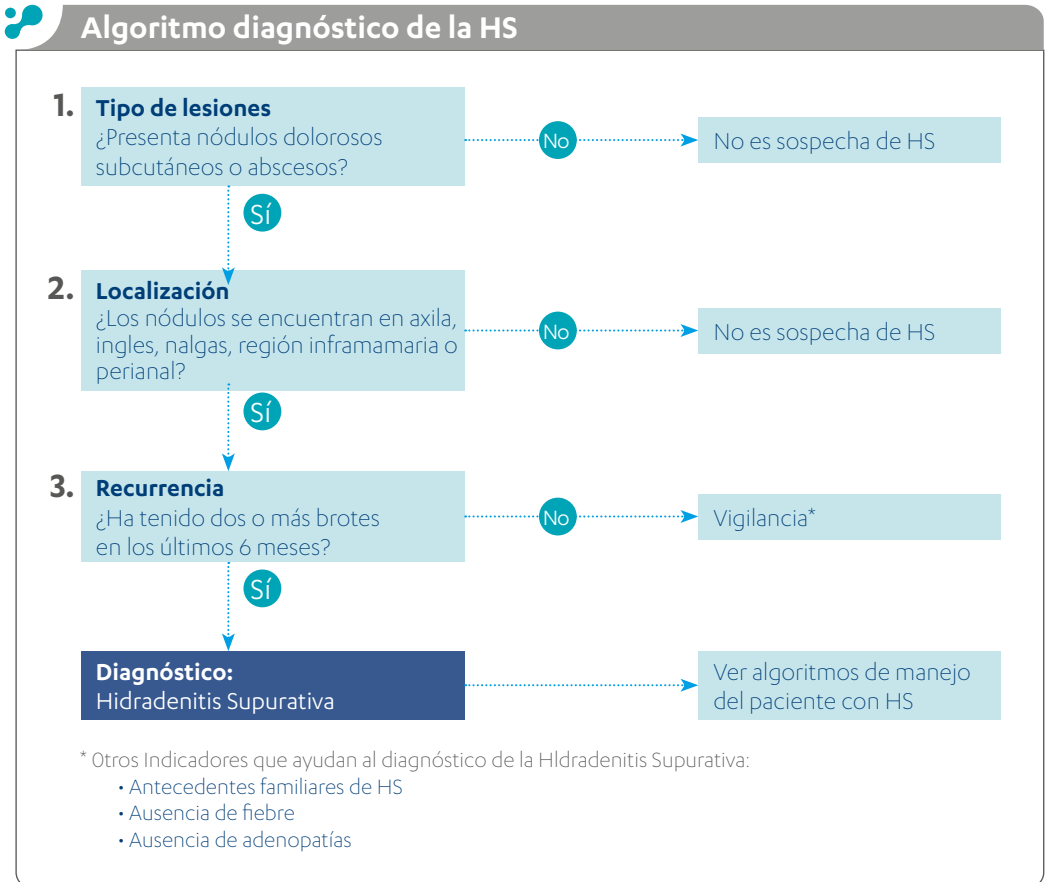 Algoritmo diagnóstico de la HS
1. Tipo de lesiones
¿Presenta nódulos dolorosos
subcutáneos o abscesos?
No
No es sospecha de HS
Sí
2. Localización
¿Los nódulos se encuentran en axila,
ingles, nalgas, región inframamaria o
perianal?
No
No es sospecha de HS
Sí
3. Recurrencia
¿Ha tenido dos o más brotes
en los últimos 6 meses?
No
Vigilancia*
Sí
Diagnóstico:
Hidradenitis Supurativa
Ver algoritmos de manejo
del paciente con HS
* Otros Indicadores que ayudan al diagnóstico de la HIdradenitis Supurativa:
• Antecedentes familiares de HS
• Ausencia de fiebre
• Ausencia de adenopatías